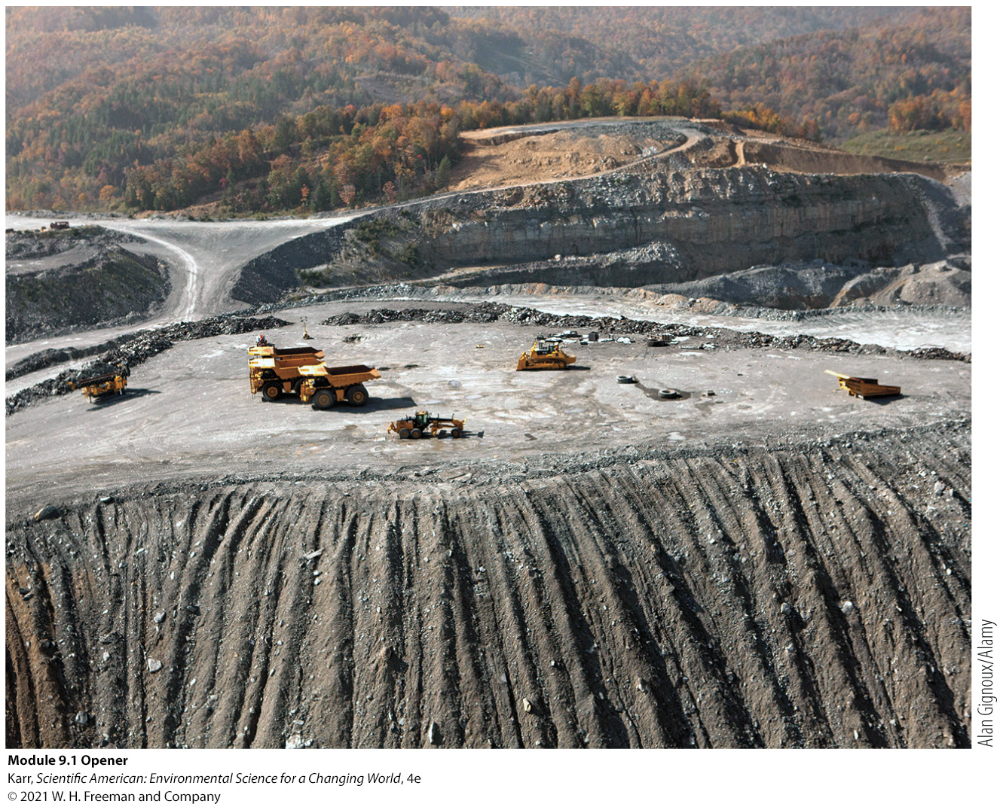 Alan Gignoux/Alamy
Module 9.1 Opener
Karr, Scientific American: Environmental Science for a Changing World, 4e
© 2021 W. H. Freeman and Company